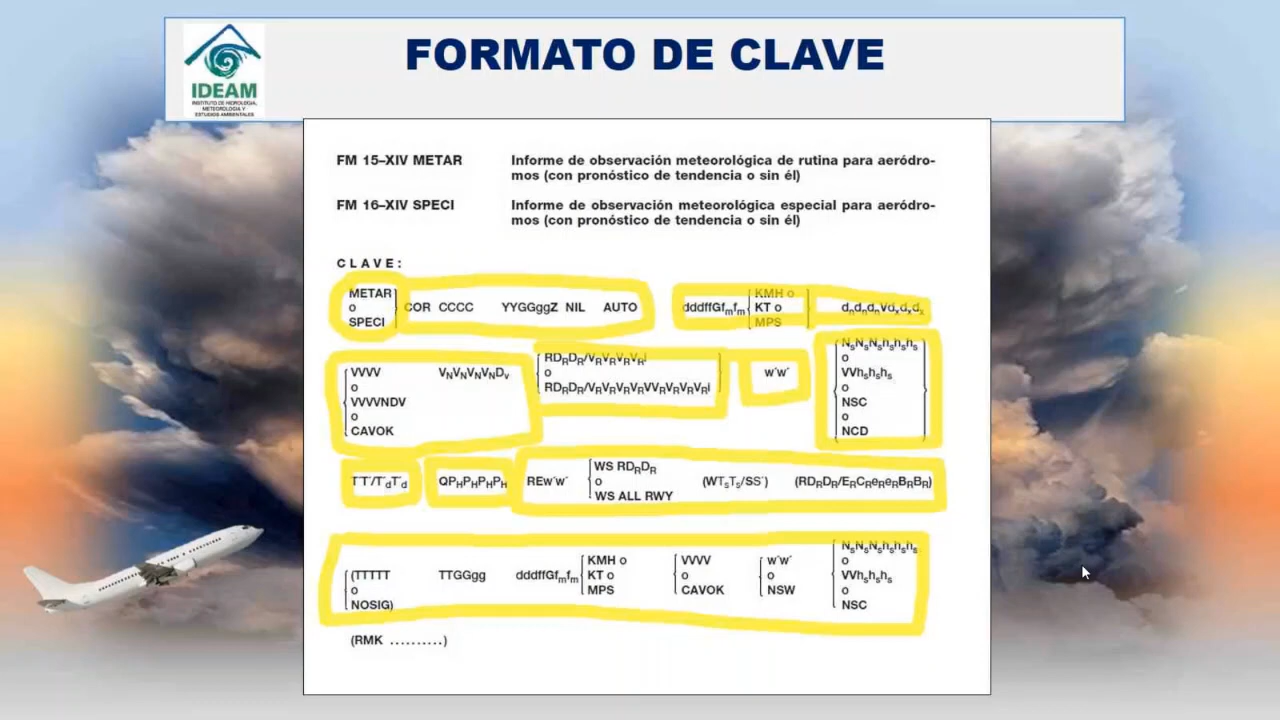 FORMATO DE CLAVE
IDEAM
INSTITUTO DE HIDROLOGIA,
METEOROLOGIA Y
ESTUDIOS AMBIENTALES
FM 15–XIV METAR Informe de observación meteorológica de rutina para aeródro-
mos (con pronóstico de tendencia o sin él)
FM 16–XIV SPECI Informe de observación meteorológica especial para aeródro-
mos (con pronóstico de tendencia o sin él)
CLAVE:
METAR
o
SPECI
COR CCCC YYGGggZ NIL AUTO
dddffGfmfm
KMH o
KT o
MPS
dndndnVdxdxdx
VVVV
o
VVVVNDV
o
CAVOK
VNVNVNVNDv
RDRDR/VRVRVRVRi
o
RDRDR/VRVRVRVRVVRVRVRVRi
w´w´
NsNsNshshshs
o
VVhshshs
o
NSC
o
NCD
T´T´/T´dT´d
QPHPHPHPH
REw´w´
WS RDRDR
o
WS ALL RWY
(WTsTs/SS´)
(RDRDR/ERCReReRBRBR)
(TTTTT
o
NOSIG)
TTGGgg
dddffGfmfm
KMH o
KT o
MPS
VVVV
o
CAVOK
w´w´
o
NSW
NsNsNshshshs
o
VVhshshs
o
NSC
(RMK ..........)